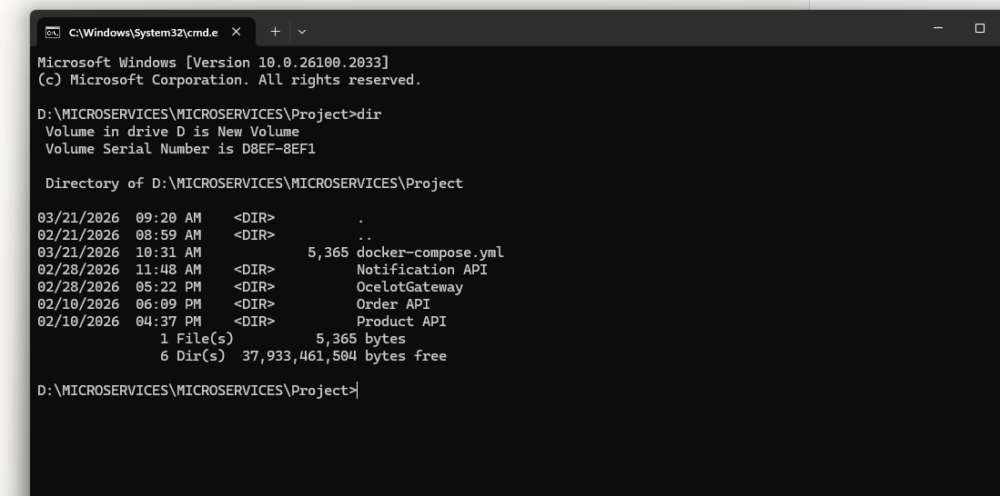 C:\Windows\System32\cmd.e
Microsoft Windows [Version 10.0.26100.2033]
(c) Microsoft Corporation. All rights reserved.
D:\MICROSERVICES\MICROSERVICES\Project>dir
 Volume in drive D is New Volume
 Volume Serial Number is D8EF-8EF1
 Directory of D:\MICROSERVICES\MICROSERVICES\Project
03/21/2026  09:20 AM    <DIR>          .
02/21/2026  08:59 AM    <DIR>          ..
03/21/2026  10:31 AM             5,365 docker-compose.yml
02/28/2026  11:48 AM    <DIR>          Notification API
02/28/2026  05:22 PM    <DIR>          OcelotGateway
02/10/2026  06:09 PM    <DIR>          Order API
02/10/2026  04:37 PM    <DIR>          Product API
               1 File(s)          5,365 bytes
               6 Dir(s)  37,933,461,504 bytes free
D:\MICROSERVICES\MICROSERVICES\Project>